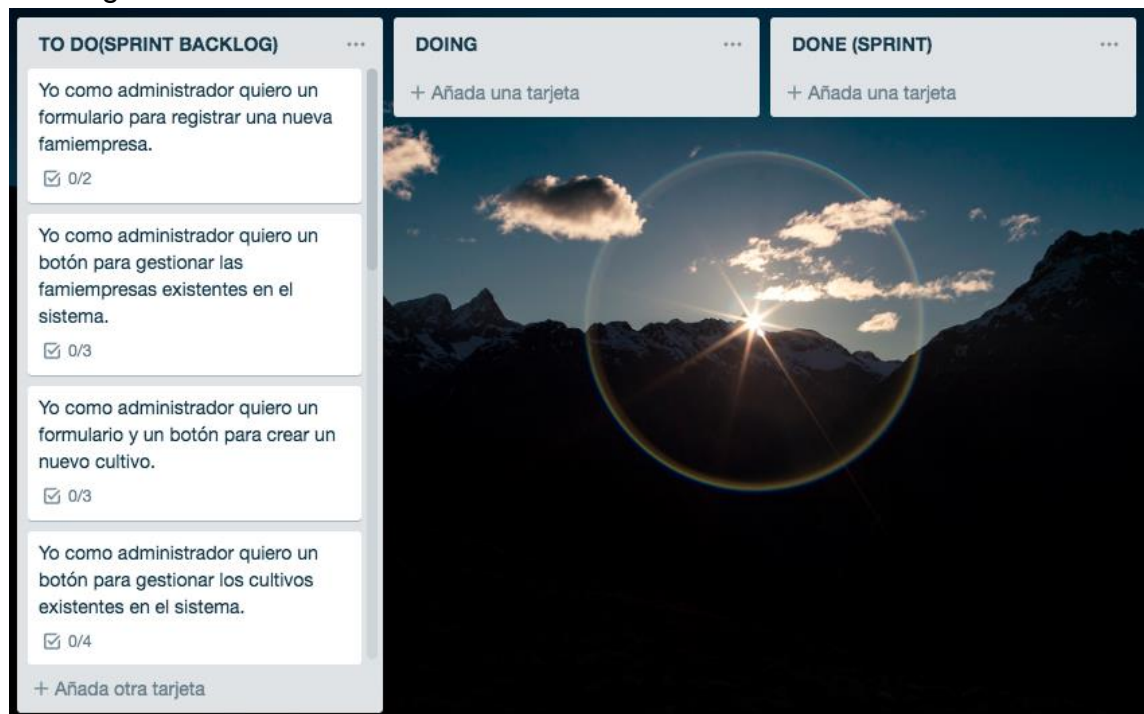 TO DO(SPRINT BACKLOG)
Yo como administrador quiero un
formulario para registrar una nueva
famiempresa.
0/2
Yo como administrador quiero un
botón para gestionar las
famiempresas existentes en el
sistema.
0/3
Yo como administrador quiero un
formulario y un botón para crear un
nuevo cultivo.
0/3
Yo como administrador quiero un
botón para gestionar los cultivos
existentes en el sistema.
0/4
+ Añada otra tarjeta
DOING
+ Añada una tarjeta
DONE (SPRINT)
+ Añada una tarjeta